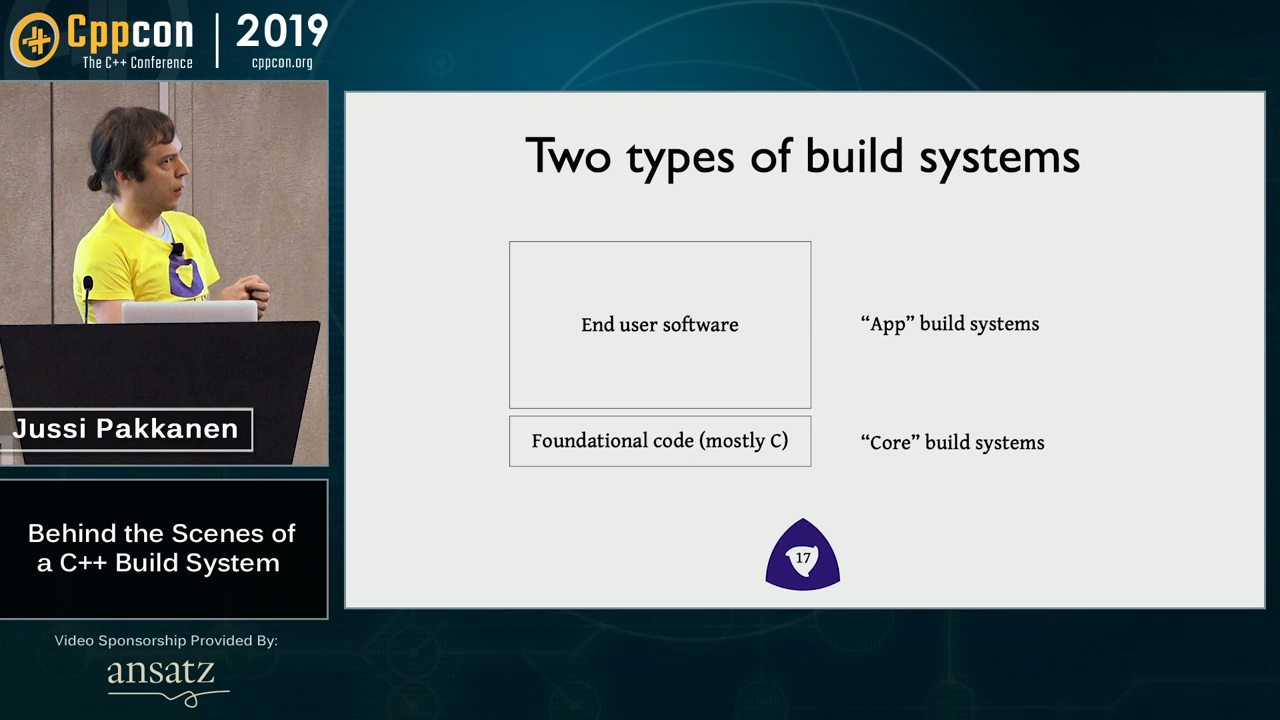 Cppcon
The C++ Conference
2019
cppcon.org
Jussi Pakkanen
Behind the Scenes of
a C++ Build System
Video Sponsorship Provided By:
ansatz
Two types of build systems
End user software
“App” build systems
Foundational code (mostly C)
“Core” build systems
17